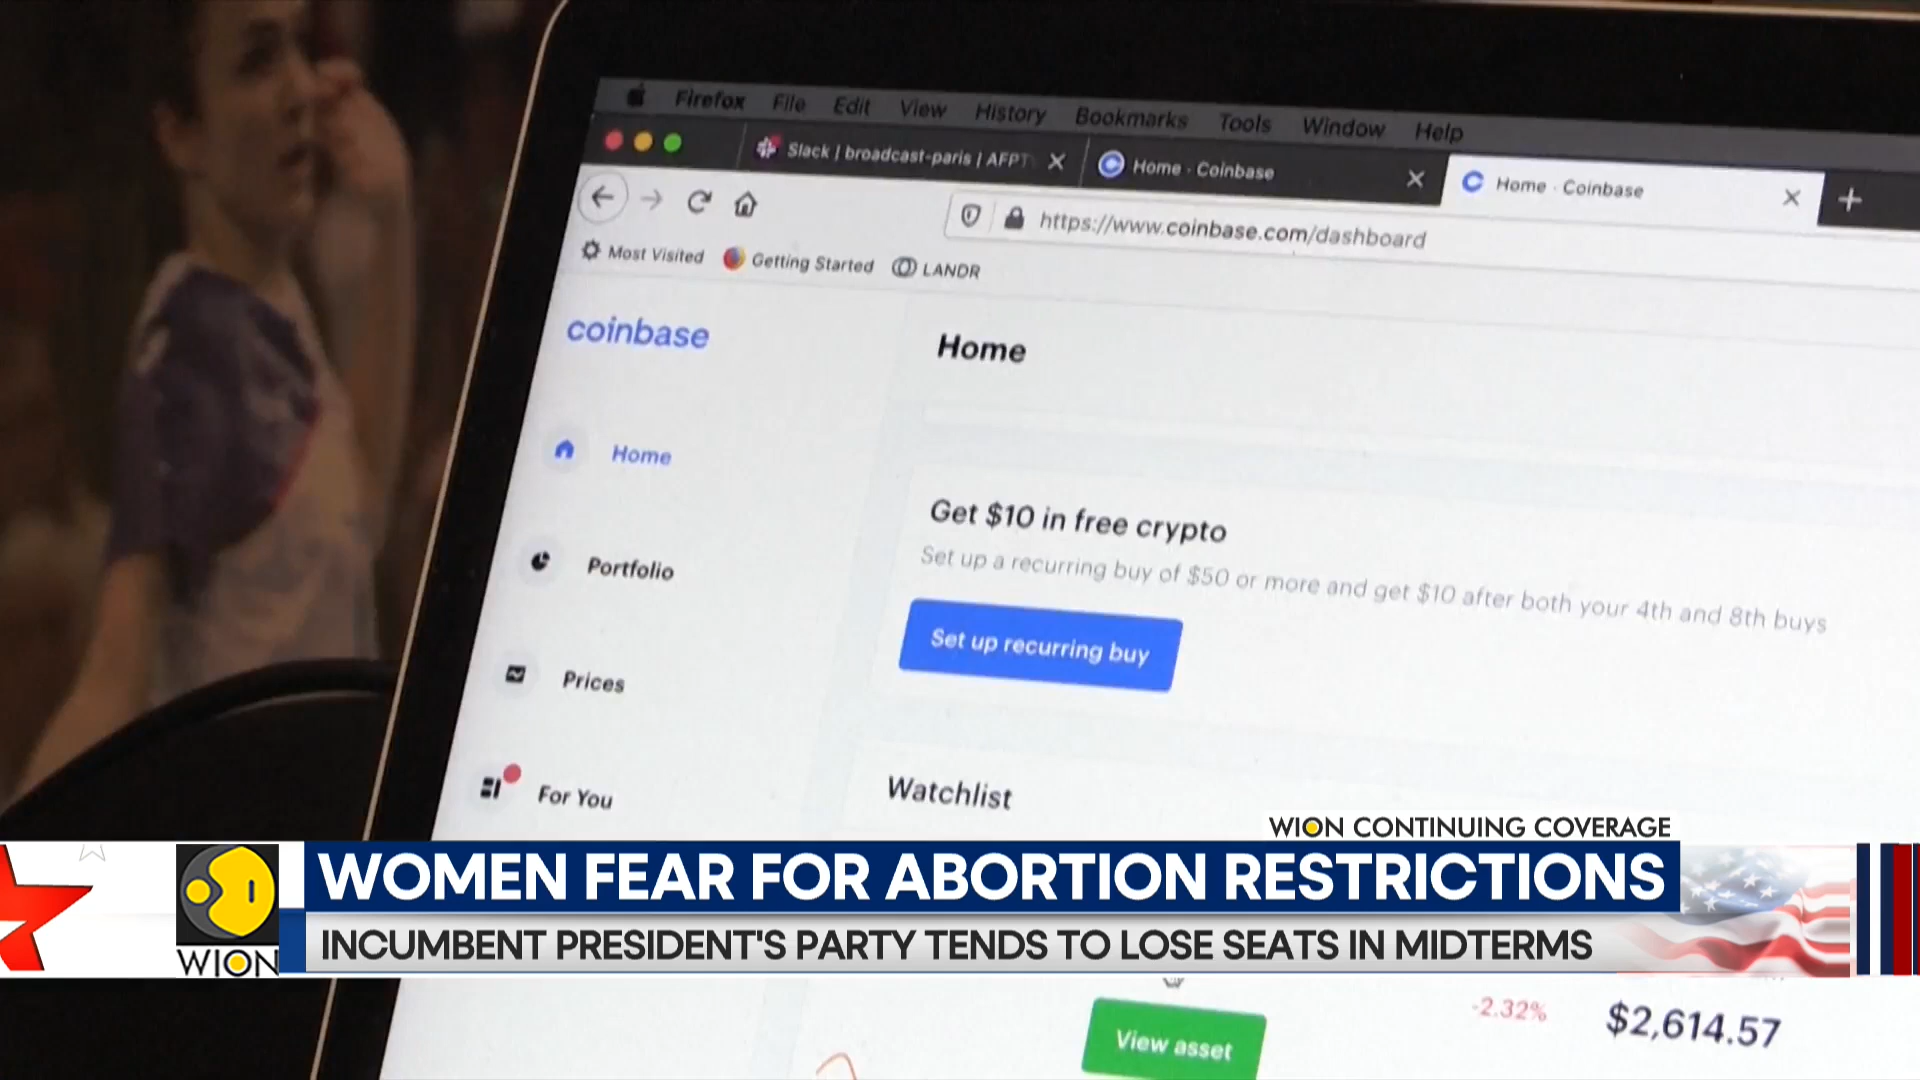 Firefox File Edit View History Bookmarks Tools Window Help
Slack | broadcast-paris | AFPT
Home · Coinbase
Home · Coinbase
https://www.coinbase.com/dashboard
Most Visited Getting Started LANDR
coinbase
Home
Home
Get $10 in free crypto
Set up a recurring buy of $50 or more and get $10 after both your 4th and 8th buys
Set up recurring buy
Portfolio
Prices
For You
Watchlist
WION CONTINUING COVERAGE
WOMEN FEAR FOR ABORTION RESTRICTIONS
INCUMBENT PRESIDENT'S PARTY TENDS TO LOSE SEATS IN MIDTERMS
WION
-2.32%
$2,614.57
View asset